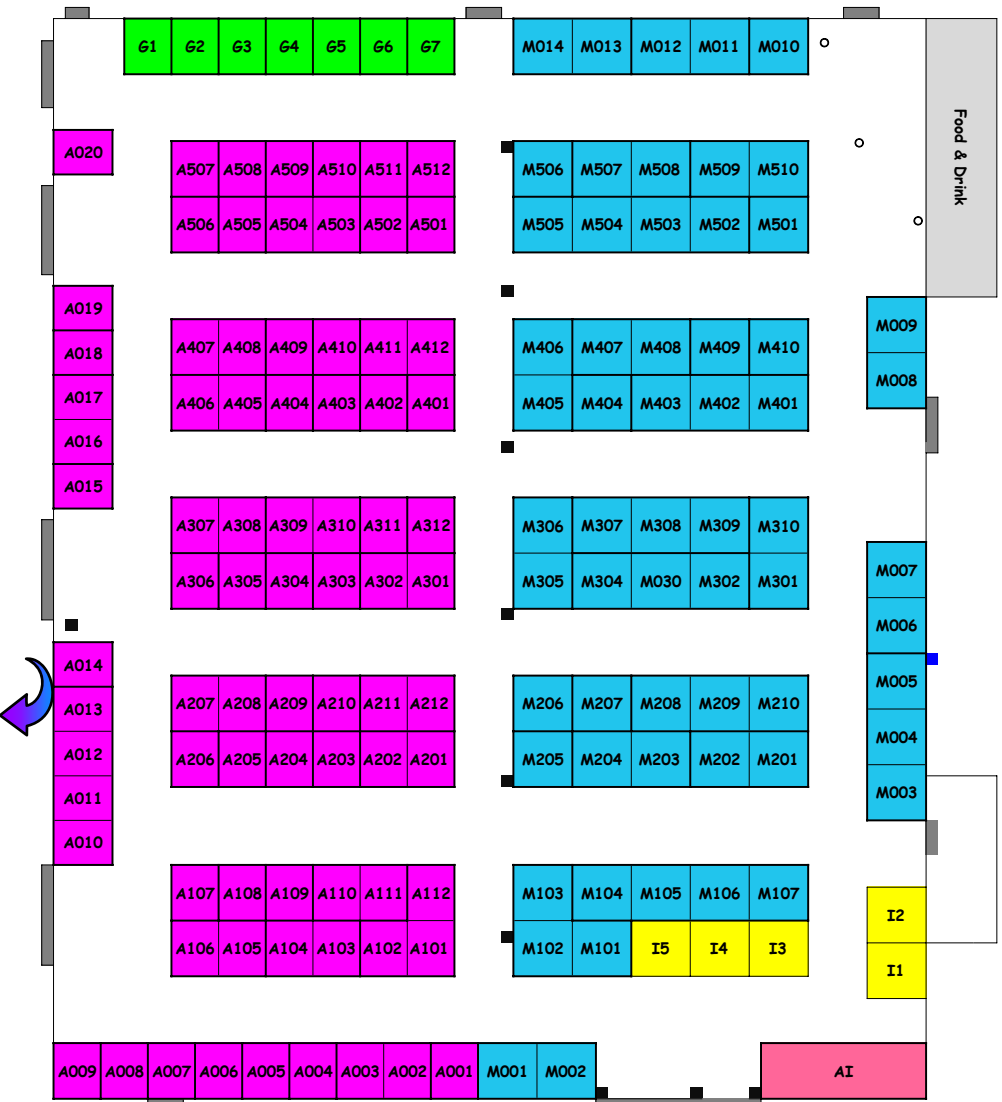 G1 G2 G3 G4 G5 G6 G7 M014 M013 M012 M011 M010
Food & Drink
A020
A507 A508 A509 A510 A511 A512 M506 M507 M508 M509 M510
A506 A505 A504 A503 A502 A501 M505 M504 M503 M502 M501
A019
M009
A018 A407 A408 A409 A410 A411 A412 M406 M407 M408 M409 M410
M008
A017 A406 A405 A404 A403 A402 A401 M405 M404 M403 M402 M401
A016
A015
A307 A308 A309 A310 A311 A312 M306 M307 M308 M309 M310
M007
A306 A305 A304 A303 A302 A301 M305 M304 M030 M302 M301
M006
A014
M005
A013 A207 A208 A209 A210 A211 A212 M206 M207 M208 M209 M210
M004
A012 A206 A205 A204 A203 A202 A201 M205 M204 M203 M202 M201
A011
M003
A010
A107 A108 A109 A110 A111 A112 M103 M104 M105 M106 M107
I2
A106 A105 A104 A103 A102 A101 M102 M101 I5 I4 I3
I1
A009 A008 A007 A006 A005 A004 A003 A002 A001 M001 M002 AI